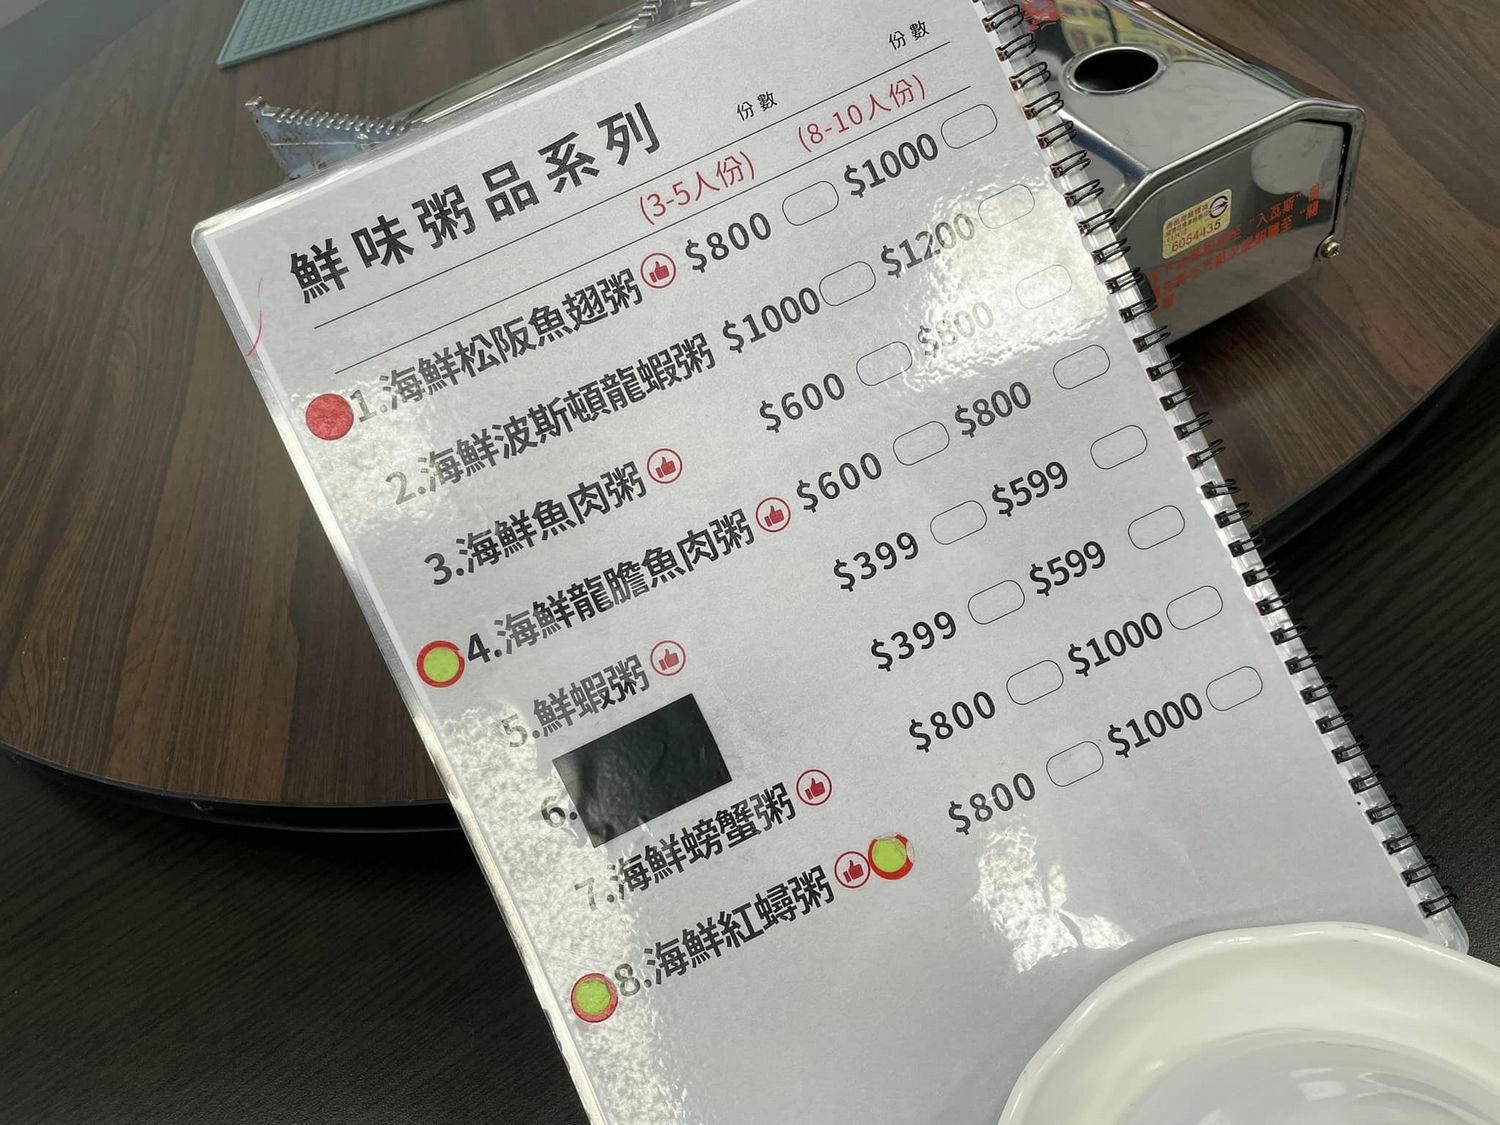 份數
份數
鮮味粥品系列
(3-5人份) (8-10人份)
1.海鮮松阪魚翅粥 $800 $1000
2.海鮮波斯頓龍蝦粥 $1000 $1200
3.海鮮魚肉粥 $600 $800
4.海鮮龍膽魚肉粥 $600 $800
5.鮮蝦粥 $399 $599
6. $399 $599
7.海鮮螃蟹粥 $800 $1000
8.海鮮紅蟳粥 $800 $1000
6054435